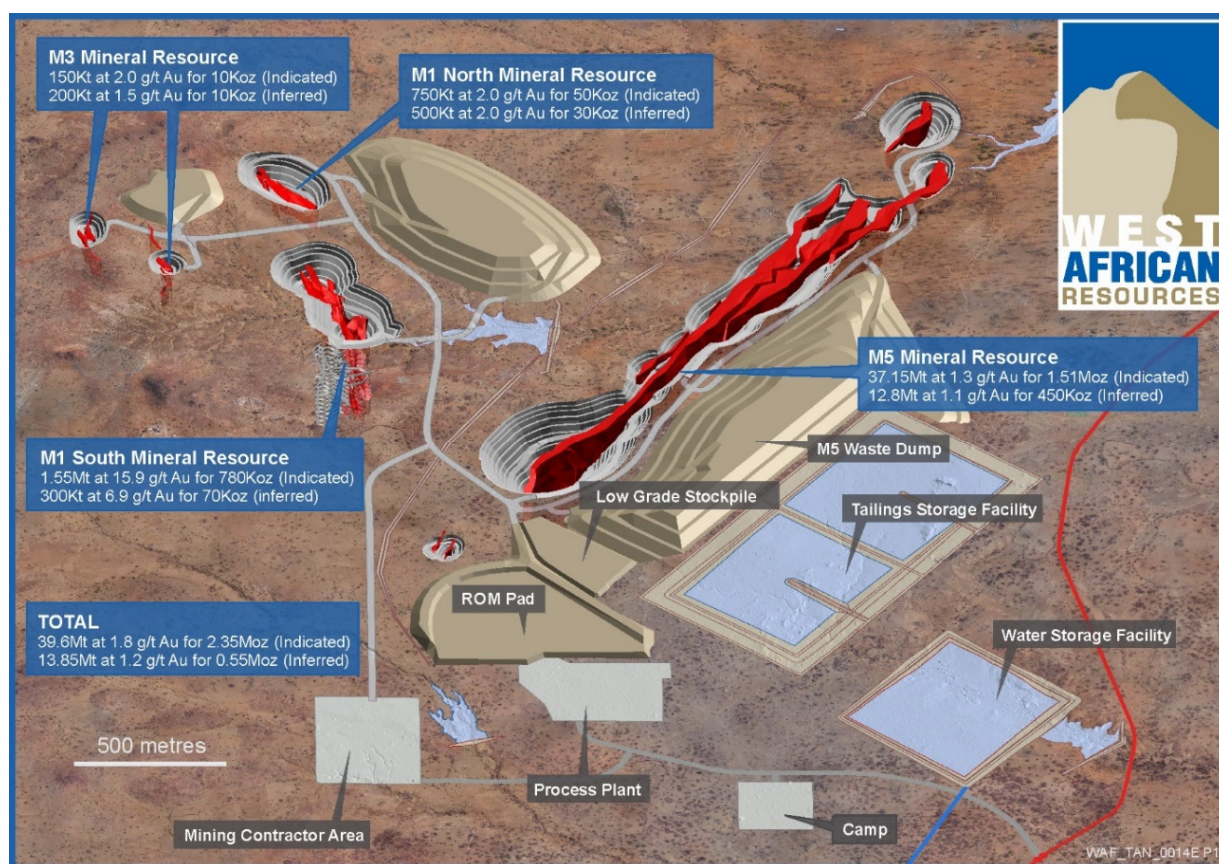 M3 Mineral Resource
150Kt at 2.0 g/t Au for 10Koz (Indicated)
200Kt at 1.5 g/t Au for 10Koz (Inferred)
M1 North Mineral Resource
750Kt at 2.0 g/t Au for 50Koz (Indicated)
500Kt at 2.0 g/t Au for 30Koz (Inferred)
WEST
AFRICAN
RESOURCES
M5 Mineral Resource
37.15Mt at 1.3 g/t Au for 1.51Moz (Indicated)
12.8Mt at 1.1 g/t Au for 450Koz (Inferred)
M5 Waste Dump
M1 South Mineral Resource
1.55Mt at 15.9 g/t Au for 780Koz (Indicated)
300Kt at 6.9 g/t Au for 70Koz (inferred)
Low Grade Stockpile
Tailings Storage Facility
ROM Pad
TOTAL
39.6Mt at 1.8 g/t Au for 2.35Moz (Indicated)
13.85Mt at 1.2 g/t Au for 0.55Moz (Inferred)
Water Storage Facility
500 metres
Process Plant
Mining Contractor Area
Camp
WAF_TAN_0014E P1